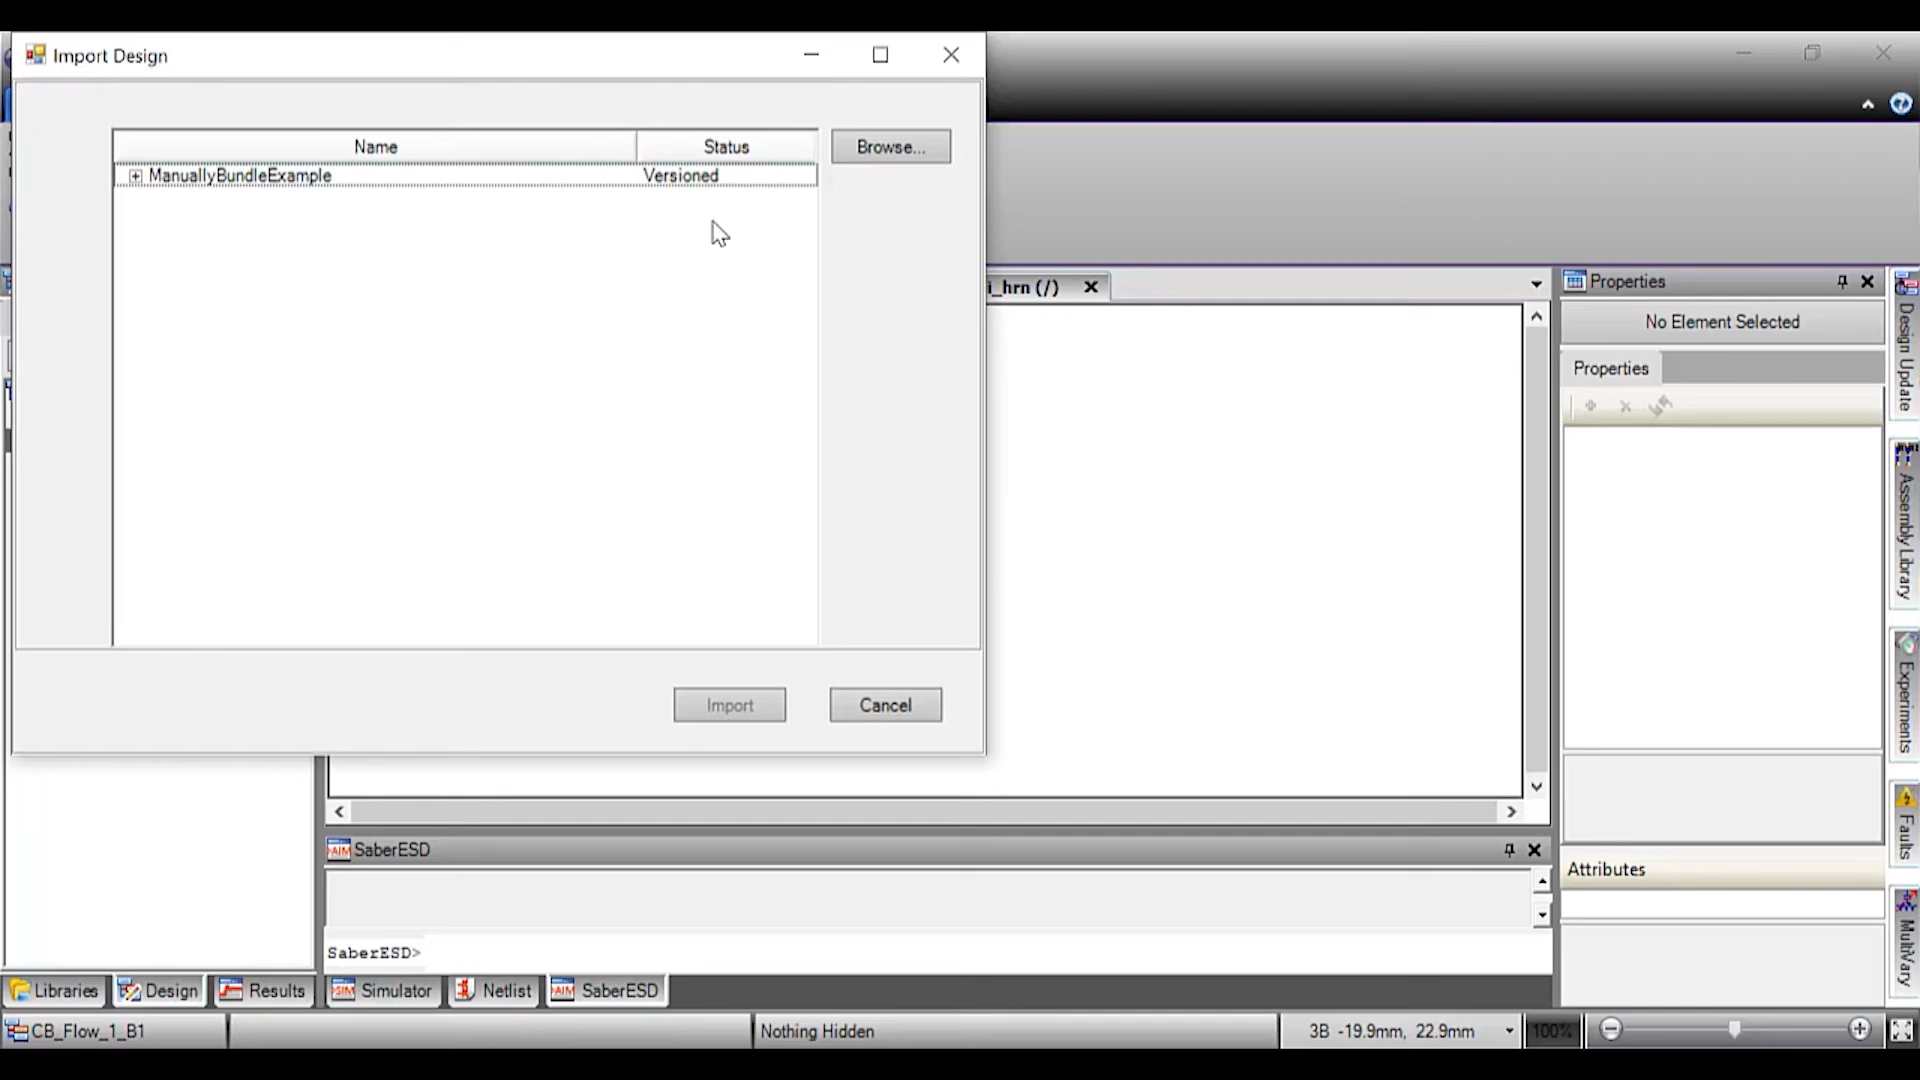 Import Design
Name
Status
Browse...
ManuallyBundleExample
Versioned
Import
Cancel
i_hrn (/)
Properties
No Element Selected
Properties
Attributes
Design Update
Assembly Library
Experiments
Faults
MultiVary
SaberESD
SaberESD>
Libraries
Design
Results
Simulator
Netlist
SaberESD
CB_Flow_1_B1
Nothing Hidden
3B -19.9mm, 22.9mm
100%